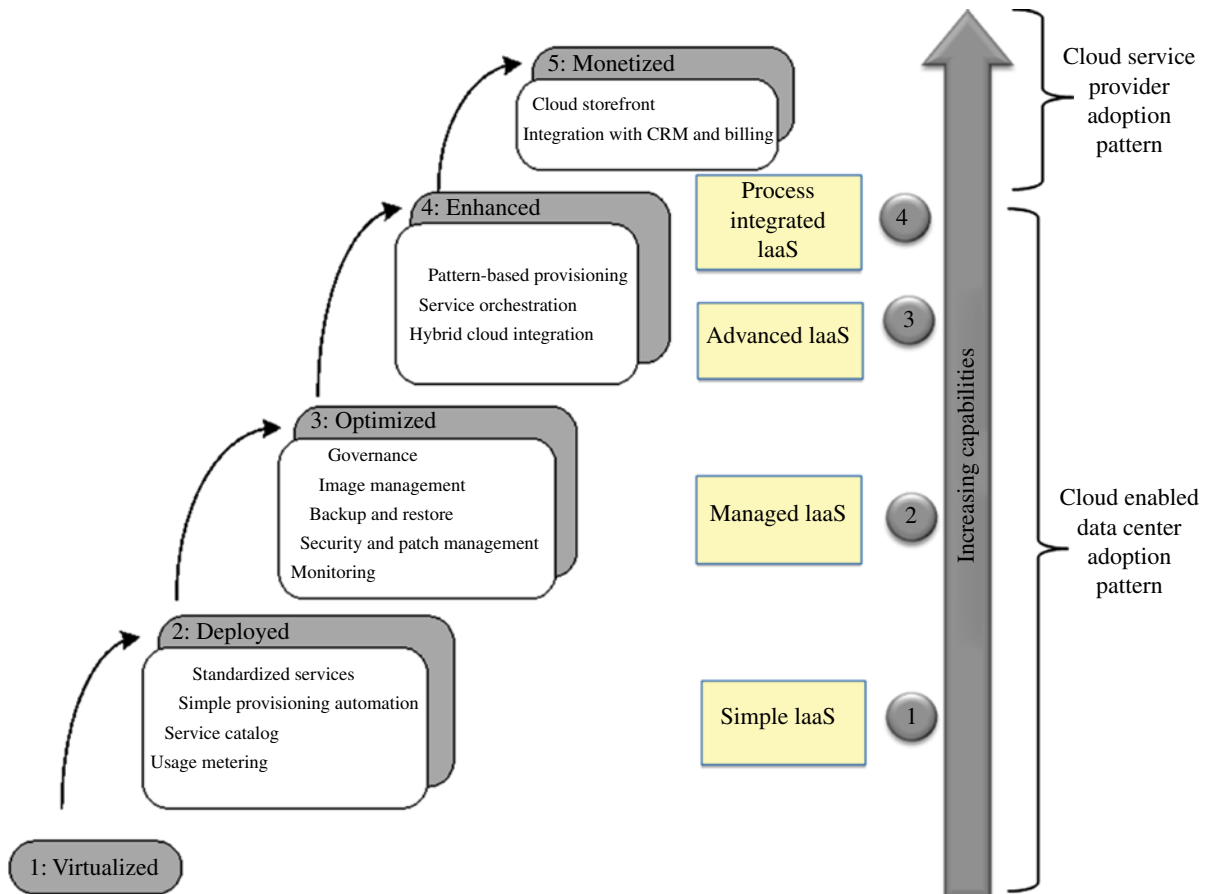 5: Monetized
Cloud storefront
Integration with CRM and billing
4: Enhanced
Pattern-based provisioning
Service orchestration
Hybrid cloud integration
3: Optimized
Governance
Image management
Backup and restore
Security and patch management
Monitoring
2: Deployed
Standardized services
Simple provisioning automation
Service catalog
Usage metering
1: Virtualized
Process
integrated
laaS
4
Advanced laaS
3
Managed laaS
2
Simple laaS
1
Increasing capabilities
Cloud service
provider
adoption
pattern
Cloud enabled
data center
adoption
pattern